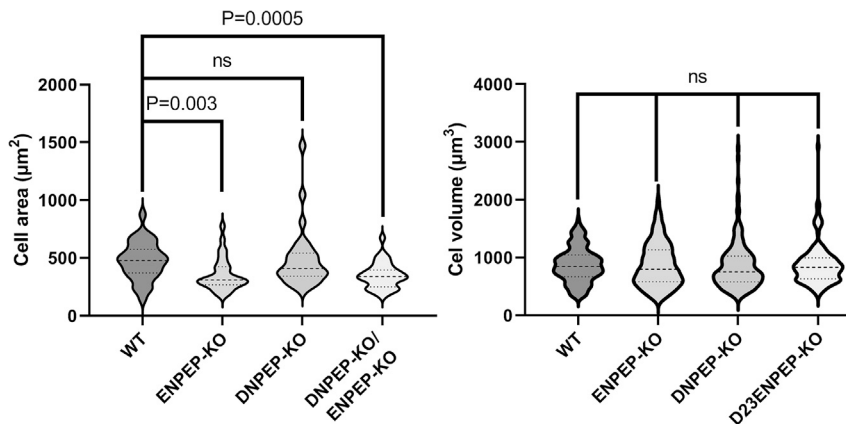 P=0.0005
ns
P=0.003
2000
1500
1000
500
0
Cell area (µm²)
WT
ENPEP-KO
DNPEP-KO
DNPEP-KO/
ENPEP-KO
ns
4000
3000
2000
1000
0
Cel volume (µm³)
WT
ENPEP-KO
DNPEP-KO
D23ENPEP-KO